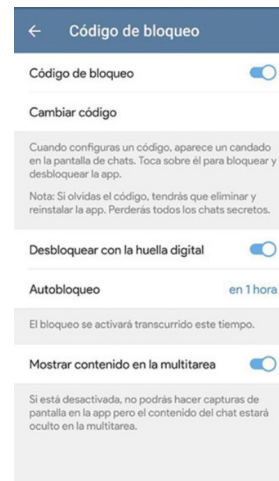 Código de bloqueo
Código de bloqueo
Cambiar código
Cuando configuras un código, aparece un candado
en la pantalla de chats. Toca sobre él para bloquear y
desbloquear la app.
Nota: Si olvidas el código, tendrás que eliminar y
reinstalar la app. Perderás todos los chats secretos.
Desbloquear con la huella digital
Autobloqueo en 1 hora
El bloqueo se activará transcurrido este tiempo.
Mostrar contenido en la multitarea
Si está desactivada, no podrás hacer capturas de
pantalla en la app pero el contenido del chat estará
oculto en la multitarea.